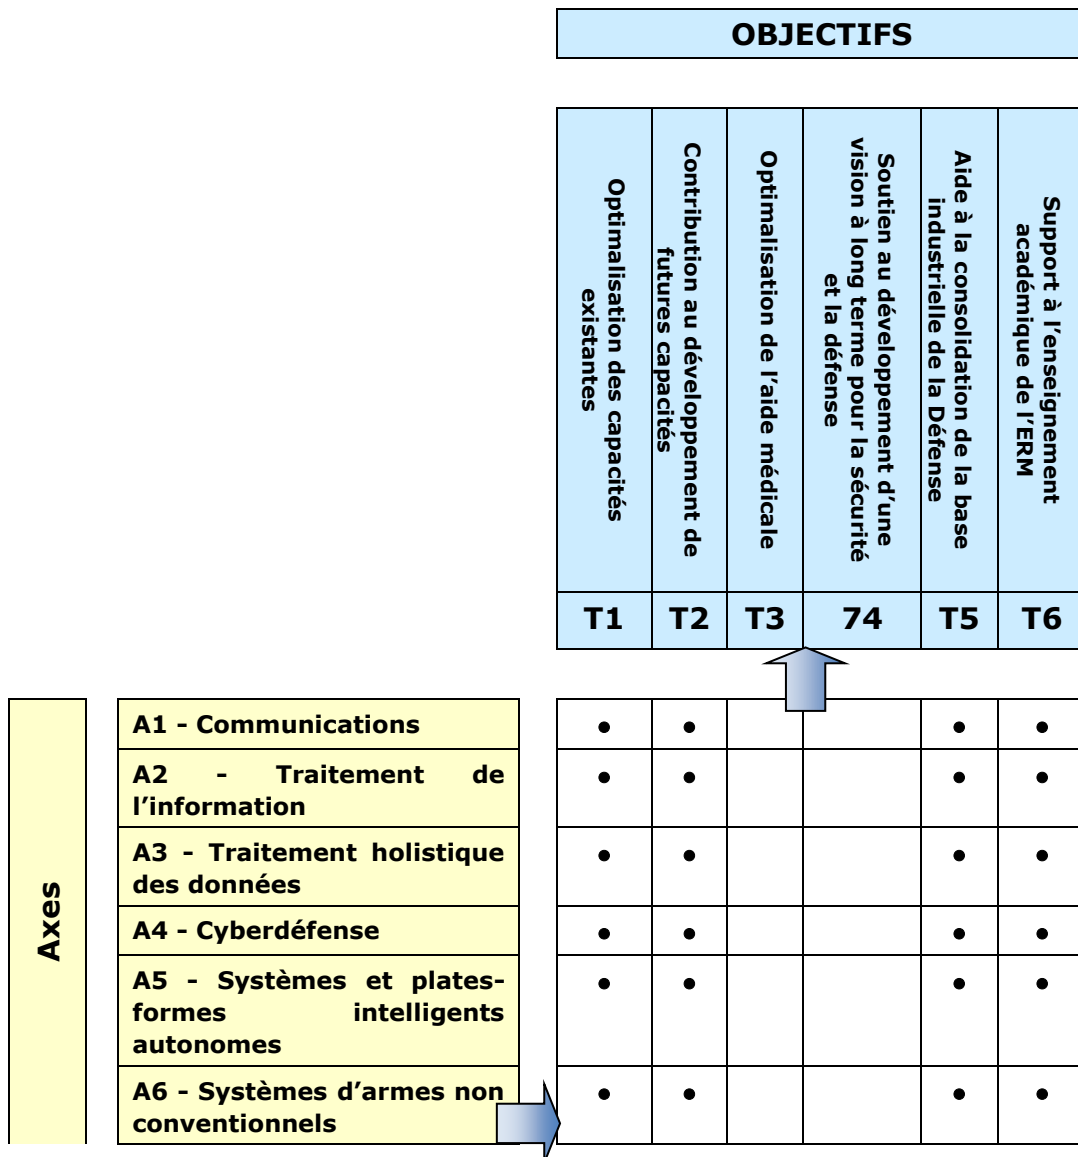 OBJECTIFS
Optimalisation des capacités
existantes
Contribution au développement de
futures capacités
Optimalisation de l'aide médicale
Soutien au développement d'une
vision à long terme pour la sécurité
et la défense
Aide à la consolidation de la base
industrielle de la Défense
Support à l'enseignement
académique de l'ERM
T1 T2 T3 74 T5 T6
Axes
A1 - Communications
• • • •
A2 - Traitement de
l'information
• • • •
A3 - Traitement holistique
des données
• • • •
A4 - Cyberdéfense
• • • •
A5 - Systèmes et plates-
formes intelligents
autonomes
• • • •
A6 - Systèmes d'armes non
conventionnels
• • • •